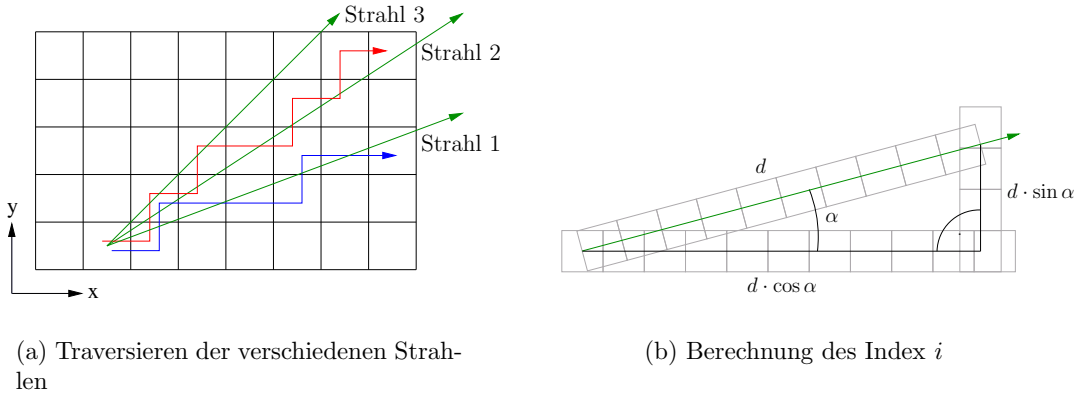 Strahl 3
Strahl 2
Strahl 1
y
x
d
α
d · sin α
d · cos α
(a) Traversieren der verschiedenen Strah-
len
(b) Berechnung des Index i